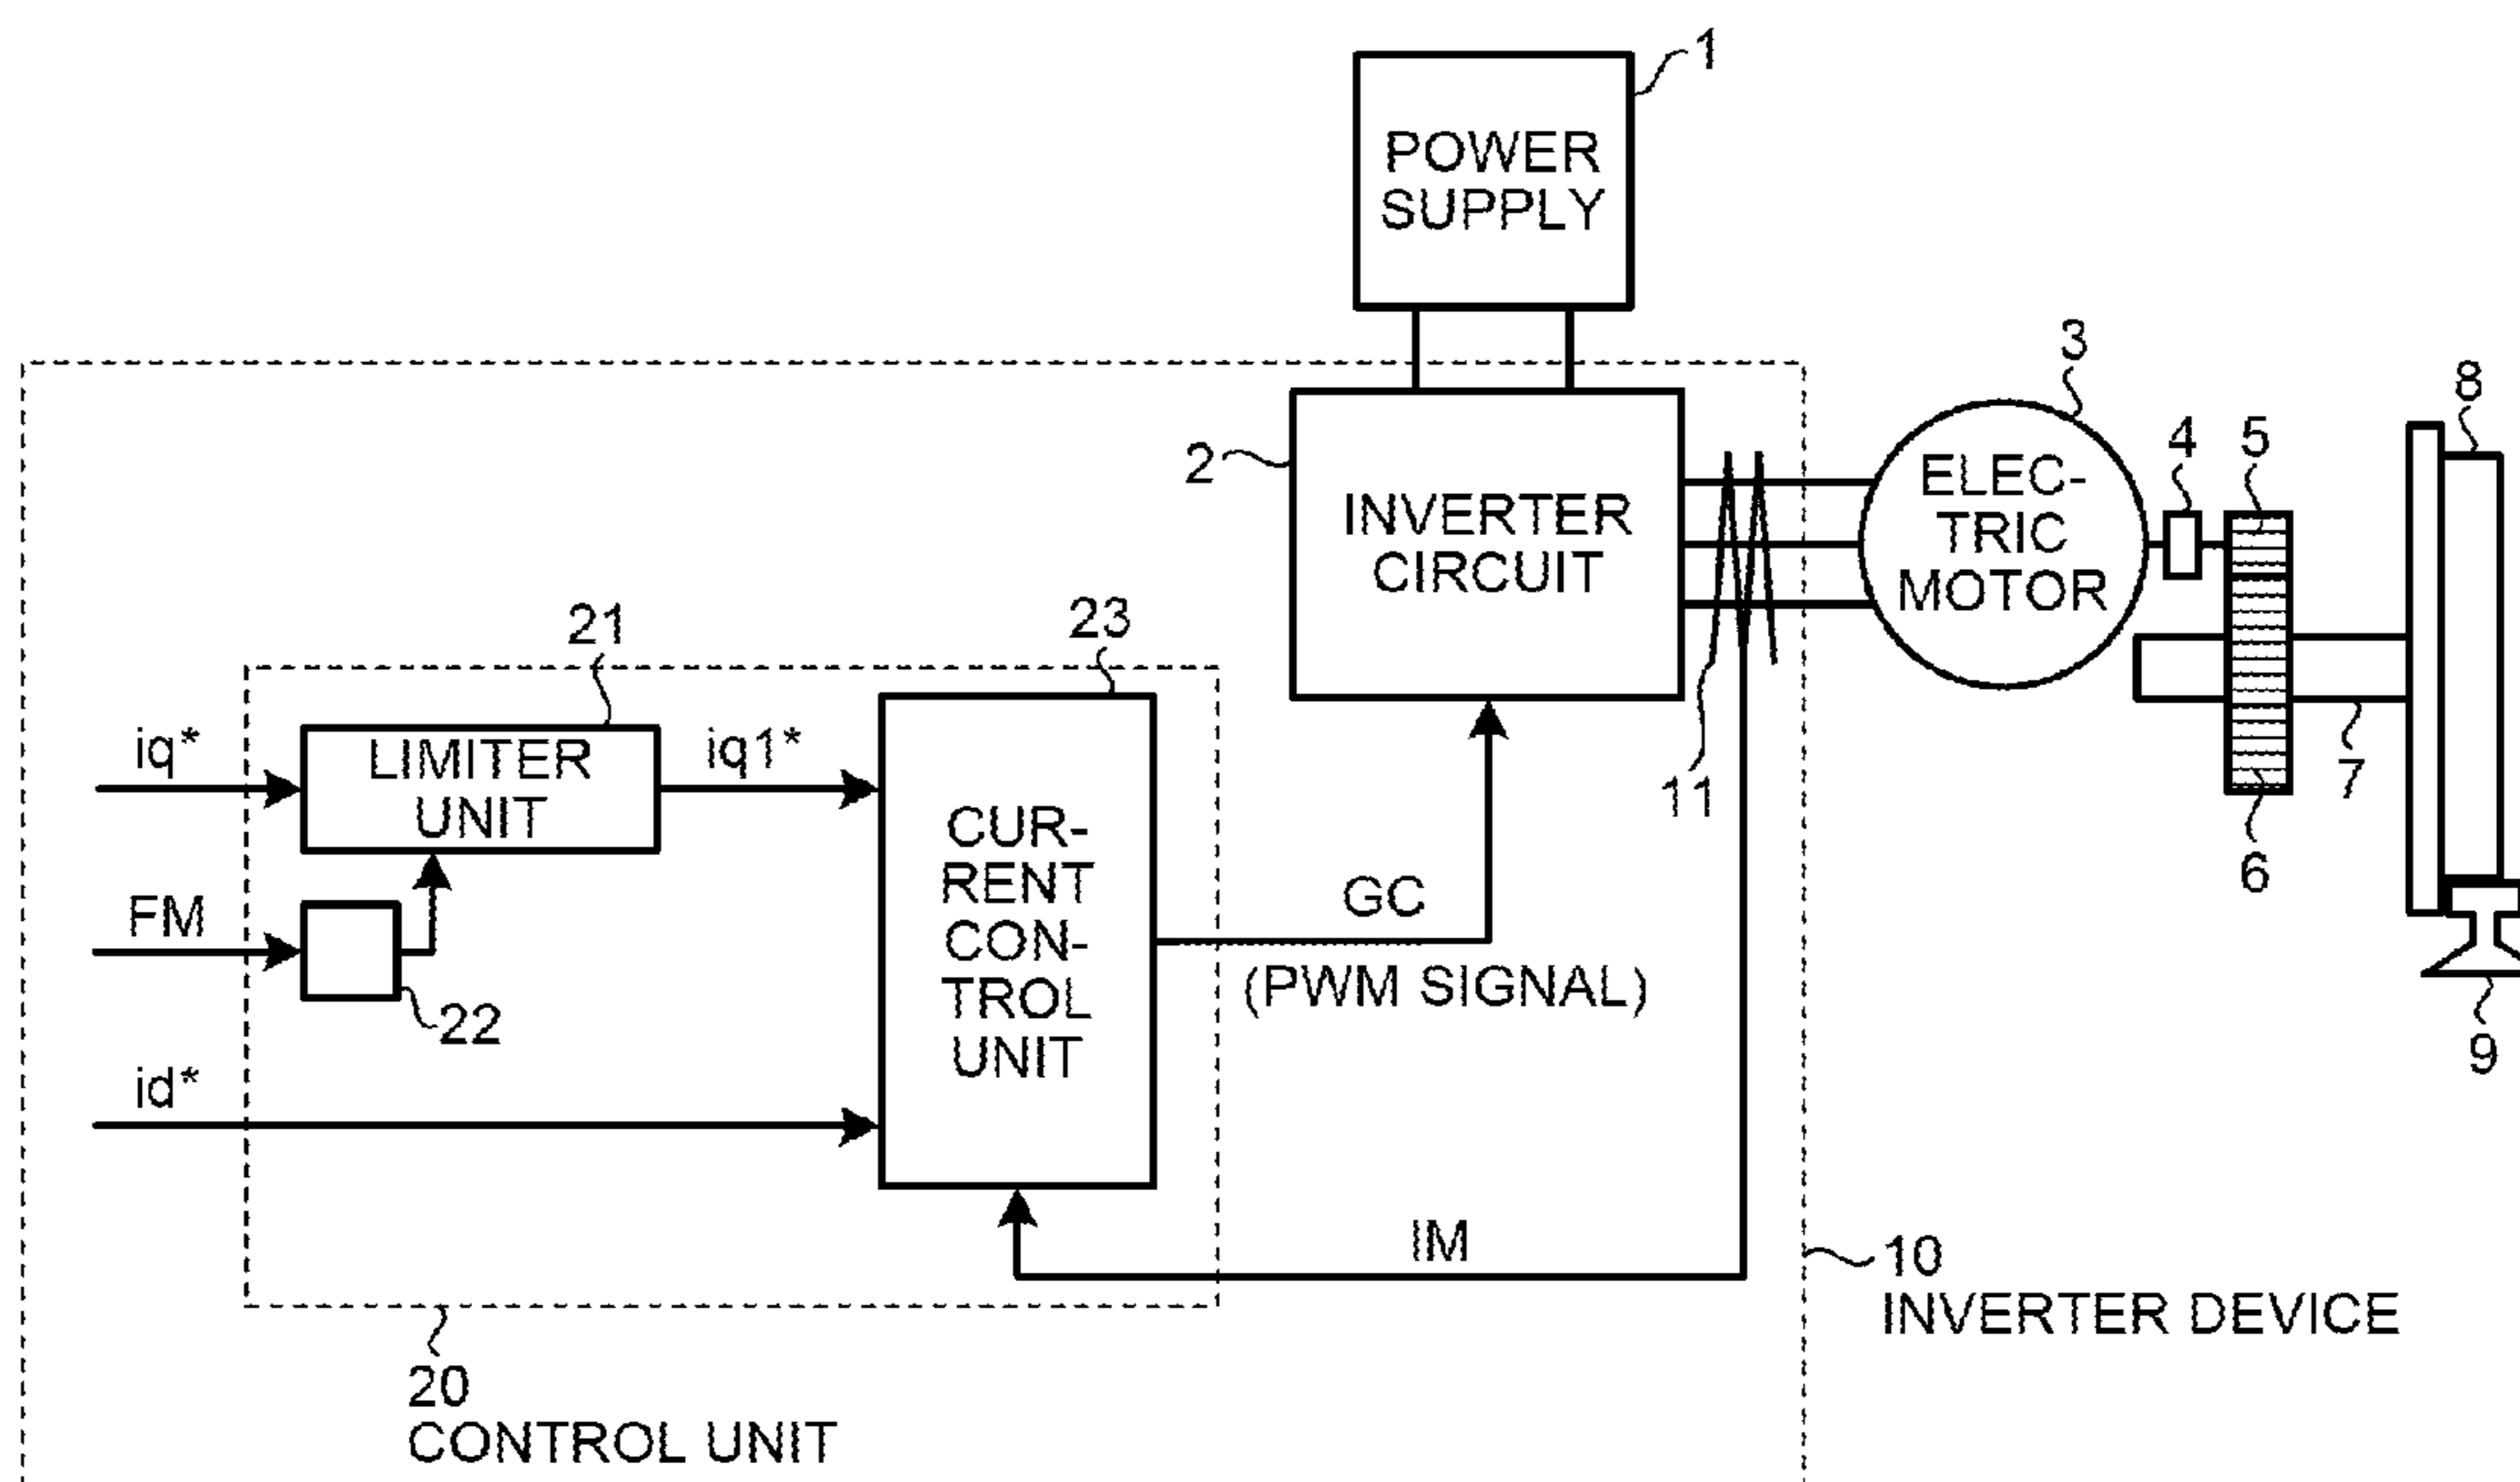 1
POWER
SUPPLY
3
8
2
4
5
INVERTER
CIRCUIT
ELEC-
TRIC
MOTOR
21
23
iq*
LIMITER
UNIT
iq1*
11
7
6
CUR-
RENT
CON-
TROL
UNIT
FM
22
GC
(PWM SIGNAL)
9
id*
IM
10
INVERTER DEVICE
20
CONTROL UNIT